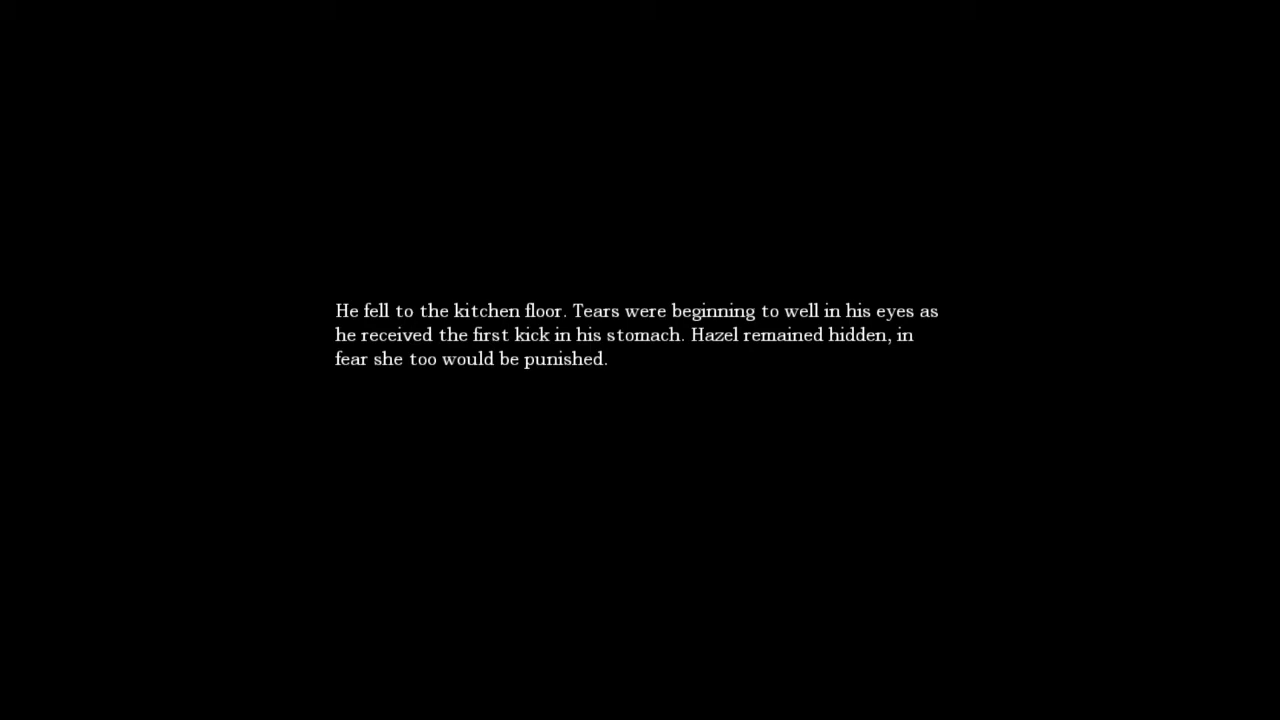 He fell to the kitchen floor. Tears were beginning to well in his eyes as
he received the first kick in his stomach. Hazel remained hidden, in
fear she too would be punished.